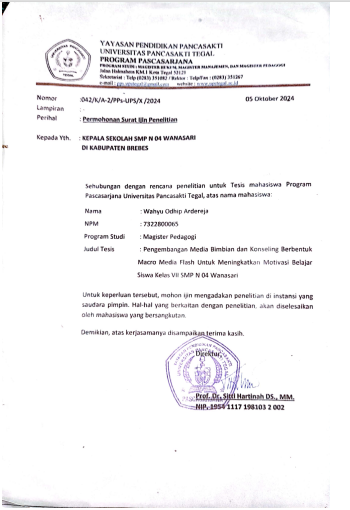 YAYASAN PENDIDIKAN PANCASAKTI
UNIVERSITAS PANCASAKTI TEGAL
PROGRAM PASCASARJANA
PROGRAM STUDI : MAGISTER HUKUM, MAGISTER MANAJEMEN, DAN MAGISTER PEDAGOGI
Jalan Halmahera KM.1 Kota Tegal 52121
Sekretariat : Telp (0283) 351082 / Rektor : Telp/Fax : (0283) 351267
Nomor :042/K/A-2/PPs-UPS/X/2024 05 Oktober 2024
Lampiran :
Perihal : Permohonan Surat Ijin Penelitian
Kepada Yth. : KEPALA SEKOLAH SMP N 04 WANASARI
DI KABUPATEN BREBES
Sehubungan dengan rencana penelitian untuk Tesis mahasiswa Program
Pascasarjana Universitas Pancasakti Tegal, atas nama mahasiswa:
Nama : Wahyu Odhip Ardereja
NPM : 7322800065
Program Studi : Magister Pedagogi
Judul Tesis : Pengembangan Media Bimbian dan Konseling Berbentuk
Macro Media Flash Untuk Meningkatkan Motivasi Belajar
Siswa Kelas VII SMP N 04 Wanasari
Untuk keperluan tersebut, mohon ijin mengadakan penelitian di instansi yang
saudara pimpin. Hal-hal yang berkaitan dengan penelitian, akan diselesaikan
oleh mahasiswa yang bersangkutan.
Demikian, atas kerjasamanya disampaikan terima kasih.
Direktur,
Prof. Dr. Sitti Hartinah DS., MM.
NIP. 1954 1117 198103 2 002